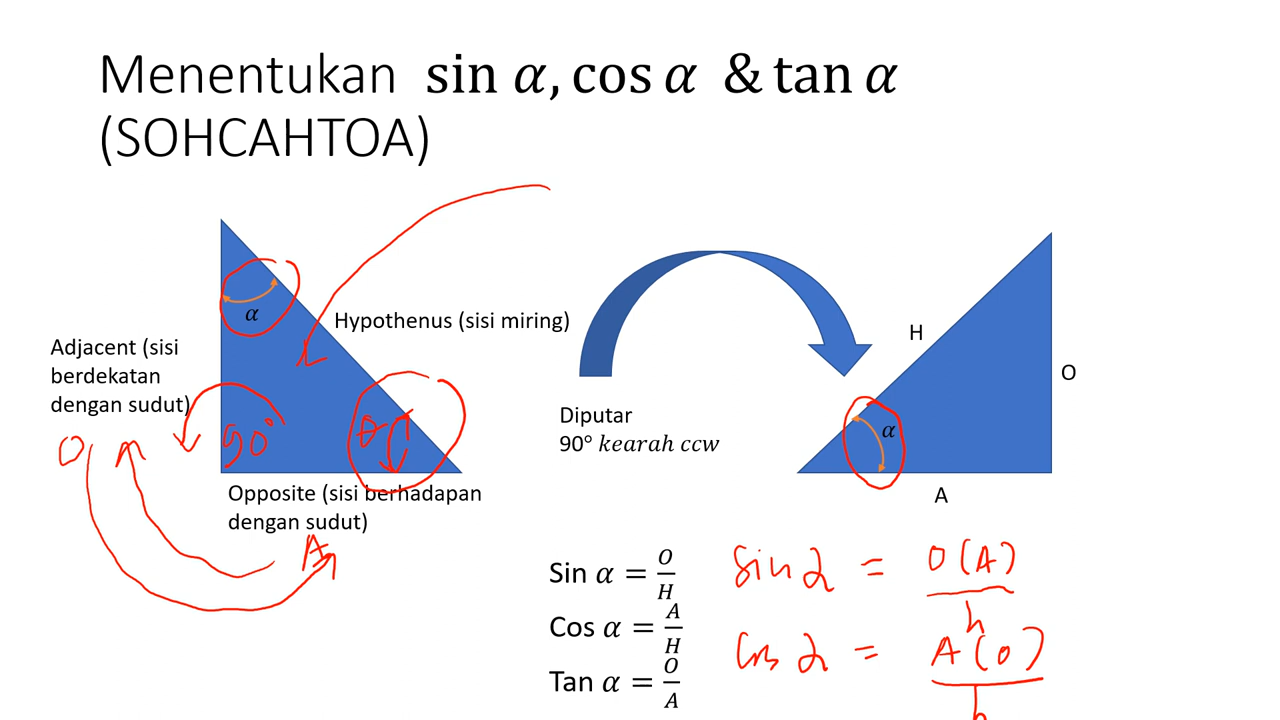 Menentukan sin α, cos α & tan α
(SOHCAHTOA)
α
Hypothenus (sisi miring)
Adjacent (sisi
berdekatan
dengan sudut)
O A
90°
θ
Opposite (sisi berhadapan
dengan sudut)
A
Diputar
90° kearah ccw
H
O
α
A
Sin α = O/H
Cos α = A/H
Tan α = O/A
sin α = O(A)/h
cos α = A(O)/h